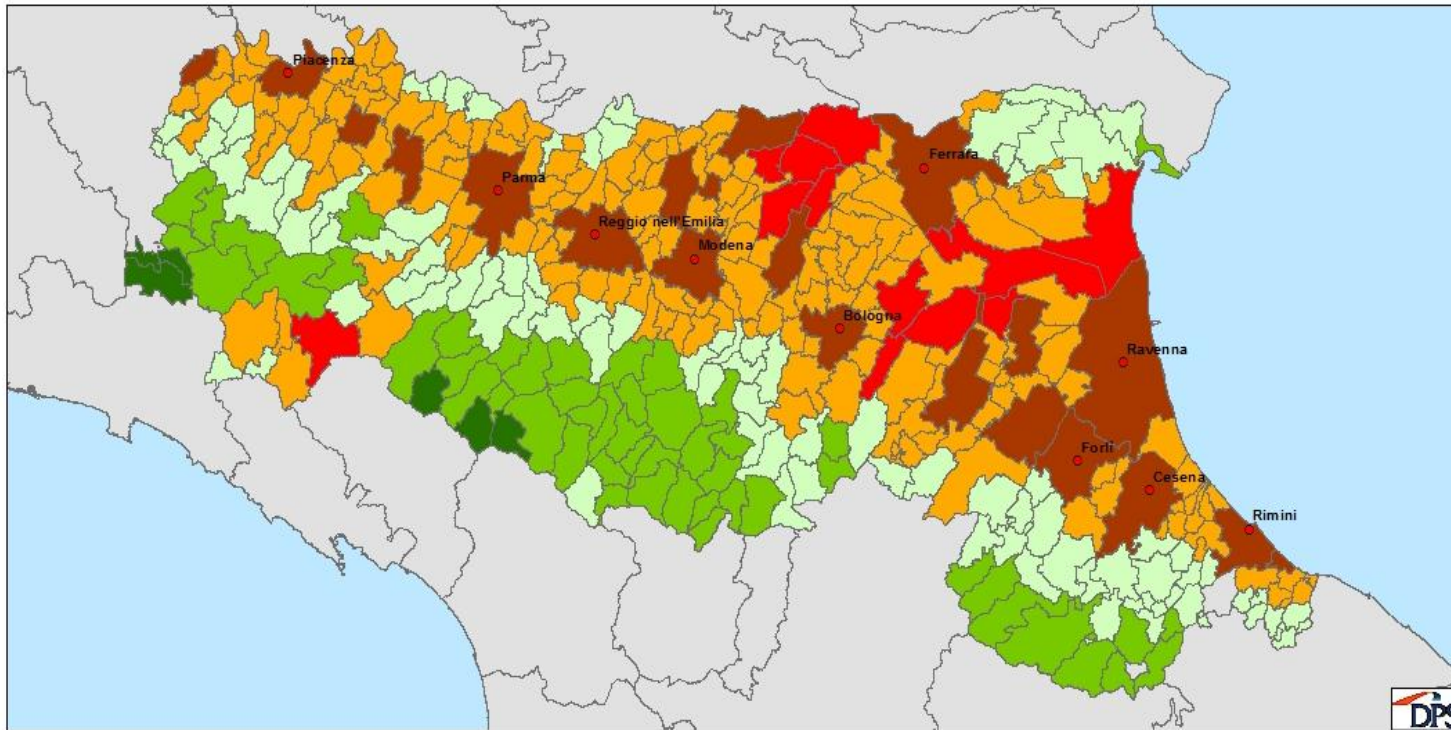 Piacenza
Ferrara
Parma
Reggio nell'Emilia
Modena
Bologna
Ravenna
Forlì
Cesena
Rimini
DPS